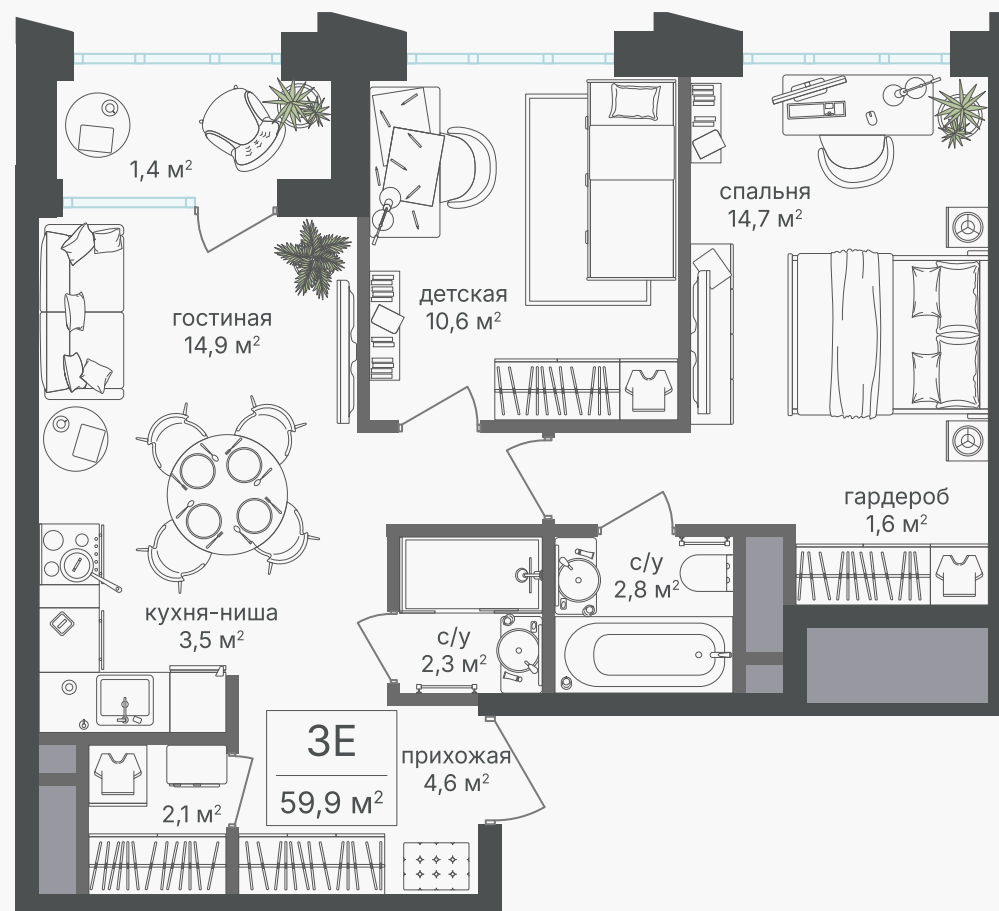 1,4 м²
спальня
14,7 м²
детская
10,6 м²
гостиная
14,9 м²
гардероб
1,6 м²
с/у
2,8 м²
кухня-ниша
3,5 м²
с/у
2,3 м²
3Е
59,9 м²
прихожая
4,6 м²
2,1 м²